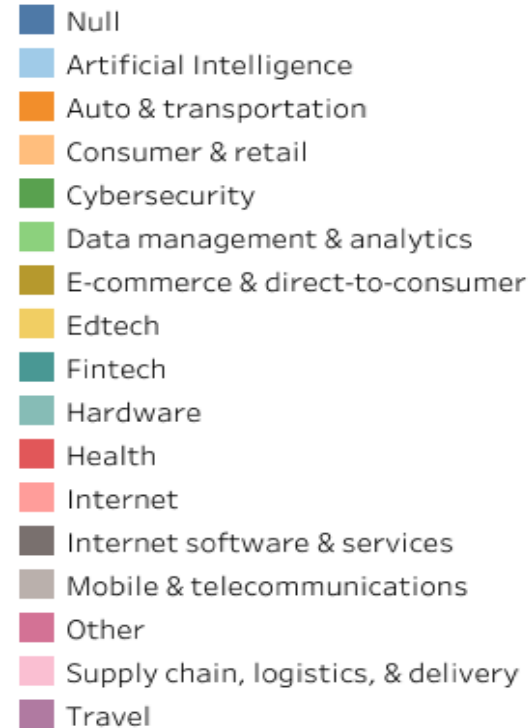 Null
Artificial Intelligence
Auto & transportation
Consumer & retail
Cybersecurity
Data management & analytics
E-commerce & direct-to-consumer
Edtech
Fintech
Hardware
Health
Internet
Internet software & services
Mobile & telecommunications
Other
Supply chain, logistics, & delivery
Travel